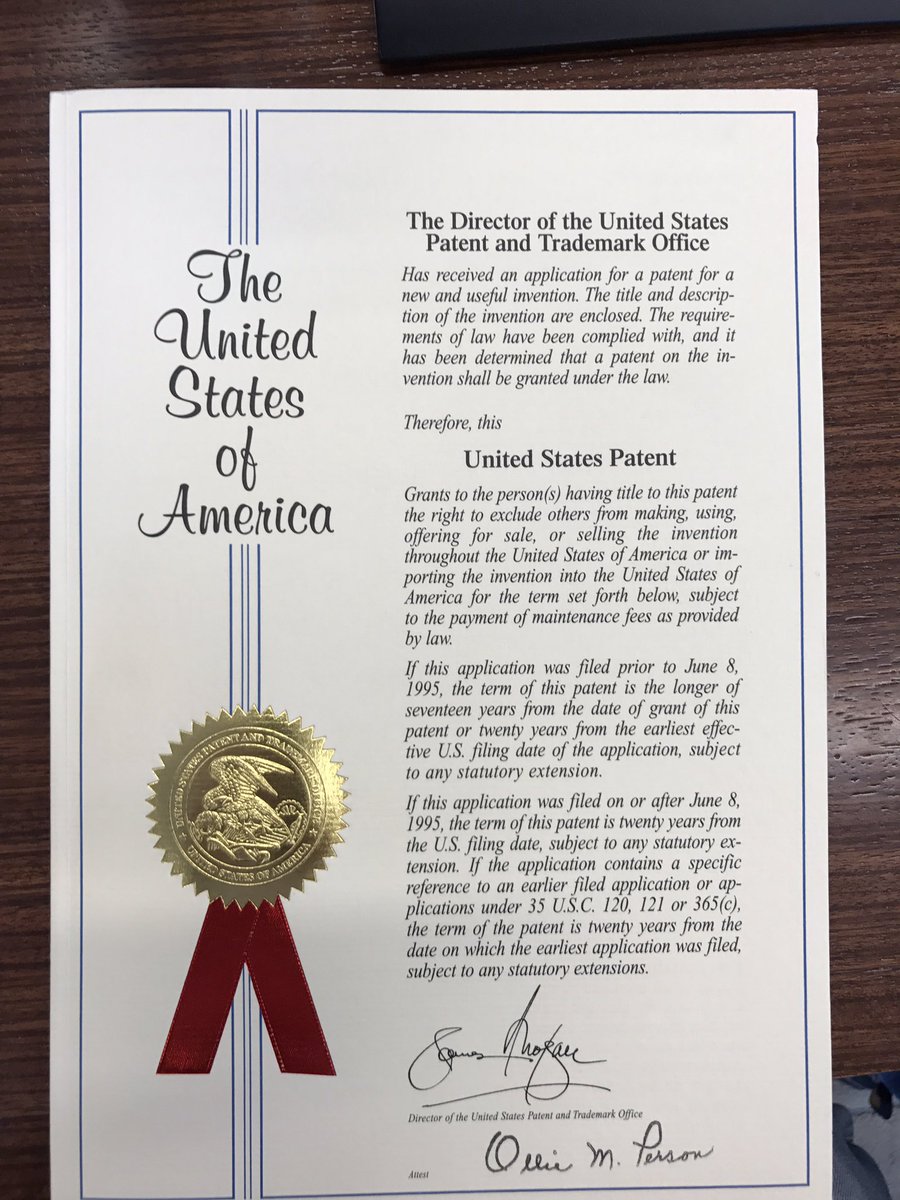 The
United
States
of
America
The Director of the United States
Patent and Trademark Office
Has received an application for a patent for a
new and useful invention. The title and descrip-
tion of the invention are enclosed. The require-
ments of law have been complied with, and it
has been determined that a patent on the in-
vention shall be granted under the law.
Therefore, this
United States Patent
Grants to the person(s) having title to this patent
the right to exclude others from making, using,
offering for sale, or selling the invention
throughout the United States of America or im-
porting the invention into the United States of
America for the term set forth below, subject
to the payment of maintenance fees as provided
by law.
If this application was filed prior to June 8,
1995, the term of this patent is the longer of
seventeen years from the date of grant of this
patent or twenty years from the earliest effec-
tive U.S. filing date of the application, subject
to any statutory extension.
If this application was filed on or after June 8,
1995, the term of this patent is twenty years from
the U.S. filing date, subject to any statutory ex-
tension. If the application contains a specific
reference to an earlier filed application or ap-
plications under 35 U.S.C. 120, 121 or 365(c),
the term of the patent is twenty years from the
date on which the earliest application was filed,
subject to any statutory extensions.
Director of the United States Patent and Trademark Office
Ollie M. Person
Attest
UNITED STATES PATENT AND TRADEMARK OFFICE
UNITED STATES OF AMERICA